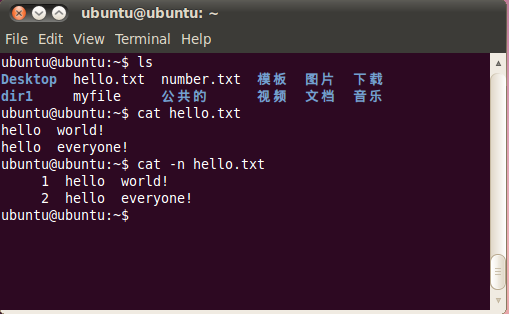 ubuntu@ubuntu: ~
File Edit View Terminal Help
ubuntu@ubuntu:~$ ls
Desktop  hello.txt  number.txt  模板  图片  下载
dir1     myfile     公共的      视频  文档  音乐
ubuntu@ubuntu:~$ cat hello.txt
hello  world!
hello  everyone!
ubuntu@ubuntu:~$ cat -n hello.txt
     1  hello  world!
     2  hello  everyone!
ubuntu@ubuntu:~$